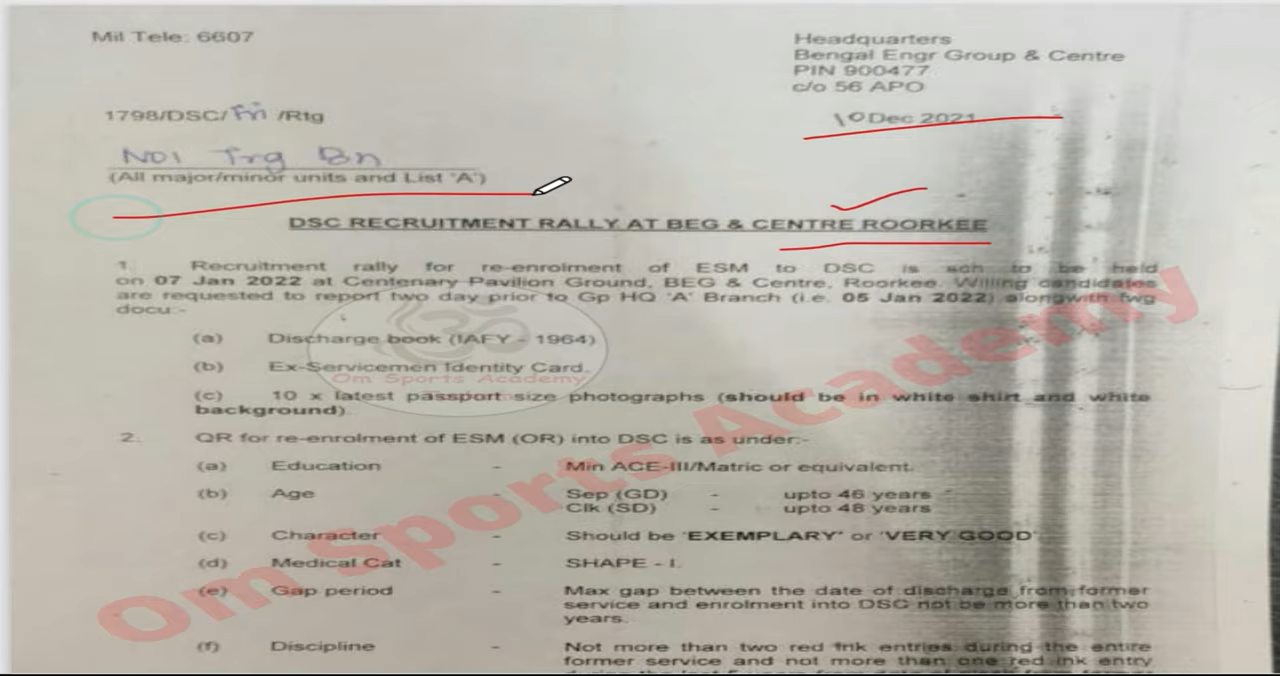 Mil Tele: 6607
Headquarters
Bengal Engr Group & Centre
PIN 900477
c/o 56 APO
1798/DSC/ /Rtg
10 Dec 2021
NO1 Trg Bn
(All major/minor units and List 'A')
DSC RECRUITMENT RALLY AT BEG & CENTRE ROORKEE
1. Recruitment rally for re-enrolment of ESM to DSC is sch to be held
on 07 Jan 2022 at Centenary Pavilion Ground, BEG & Centre, Roorkee. Willing candidates
are requested to report two day prior to Gp HQ 'A' Branch (i.e. 05 Jan 2022) alongwith fwg
docu:-
(a) Discharge book (IAFY - 1964)
(b) Ex-Servicemen Identity Card.
Om Sports Academy
(c) 10 x latest passport size photographs (should be in white shirt and white
background).
2. QR for re-enrolment of ESM (OR) into DSC is as under:-
(a) Education - Min ACE-III/Matric or equivalent.
(b) Age - Sep (GD) - upto 46 years
Clk (SD) - upto 48 years
(c) Character - Should be 'EXEMPLARY' or 'VERY GOOD'
(d) Medical Cat - SHAPE - I.
(e) Gap period - Max gap between the date of discharge from former
service and enrolment into DSC not be more than two
years.
(f) Discipline - Not more than two red ink entries during the entire
former service and not more than one red ink entry
Om Sports Academy